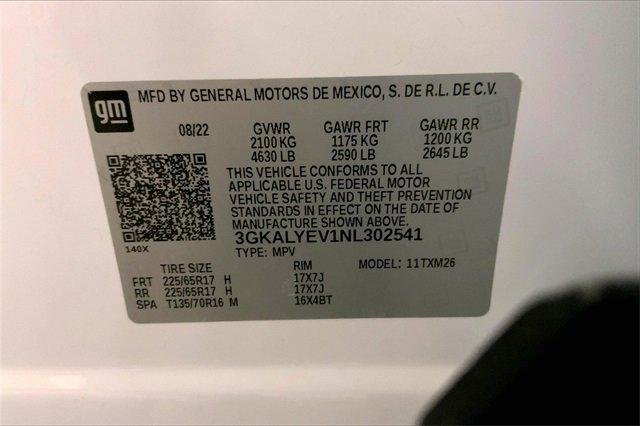 gm
MFD BY GENERAL MOTORS DE MEXICO, S. DE R.L. DE C.V.
08/22 GVWR GAWR FRT GAWR RR
2100 KG 1175 KG 1200 KG
4630 LB 2590 LB 2645 LB
THIS VEHICLE CONFORMS TO ALL
APPLICABLE U.S. FEDERAL MOTOR
VEHICLE SAFETY AND THEFT PREVENTION
STANDARDS IN EFFECT ON THE DATE OF
MANUFACTURE SHOWN ABOVE.
3GKALYEV1NL302541
140X
TYPE: MPV
TIRE SIZE RIM MODEL: 11TXM26
FRT 225/65R17 H 17X7J
RR 225/65R17 H 17X7J
SPA T135/70R16 M 16X4BT